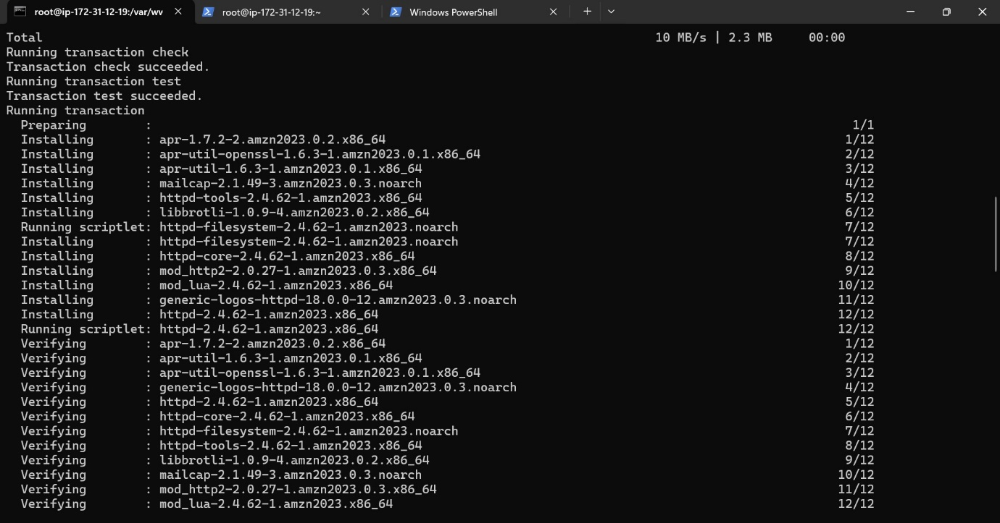 root@ip-172-31-12-19:/var/wv
root@ip-172-31-12-19:~
Windows PowerShell
Total 10 MB/s | 2.3 MB 00:00
Running transaction check
Transaction check succeeded.
Running transaction test
Transaction test succeeded.
Running transaction
Preparing : 1/1
Installing : apr-1.7.2-2.amzn2023.0.2.x86_64 1/12
Installing : apr-util-openssl-1.6.3-1.amzn2023.0.1.x86_64 2/12
Installing : apr-util-1.6.3-1.amzn2023.0.1.x86_64 3/12
Installing : mailcap-2.1.49-3.amzn2023.0.3.noarch 4/12
Installing : httpd-tools-2.4.62-1.amzn2023.x86_64 5/12
Installing : libbrotli-1.0.9-4.amzn2023.0.2.x86_64 6/12
Running scriptlet: httpd-filesystem-2.4.62-1.amzn2023.noarch 7/12
Installing : httpd-filesystem-2.4.62-1.amzn2023.noarch 7/12
Installing : httpd-core-2.4.62-1.amzn2023.x86_64 8/12
Installing : mod_http2-2.0.27-1.amzn2023.0.3.x86_64 9/12
Installing : mod_lua-2.4.62-1.amzn2023.x86_64 10/12
Installing : generic-logos-httpd-18.0.0-12.amzn2023.0.3.noarch 11/12
Installing : httpd-2.4.62-1.amzn2023.x86_64 12/12
Running scriptlet: httpd-2.4.62-1.amzn2023.x86_64 12/12
Verifying : apr-1.7.2-2.amzn2023.0.2.x86_64 1/12
Verifying : apr-util-1.6.3-1.amzn2023.0.1.x86_64 2/12
Verifying : apr-util-openssl-1.6.3-1.amzn2023.0.1.x86_64 3/12
Verifying : generic-logos-httpd-18.0.0-12.amzn2023.0.3.noarch 4/12
Verifying : httpd-2.4.62-1.amzn2023.x86_64 5/12
Verifying : httpd-core-2.4.62-1.amzn2023.x86_64 6/12
Verifying : httpd-filesystem-2.4.62-1.amzn2023.noarch 7/12
Verifying : httpd-tools-2.4.62-1.amzn2023.x86_64 8/12
Verifying : libbrotli-1.0.9-4.amzn2023.0.2.x86_64 9/12
Verifying : mailcap-2.1.49-3.amzn2023.0.3.noarch 10/12
Verifying : mod_http2-2.0.27-1.amzn2023.0.3.x86_64 11/12
Verifying : mod_lua-2.4.62-1.amzn2023.x86_64 12/12